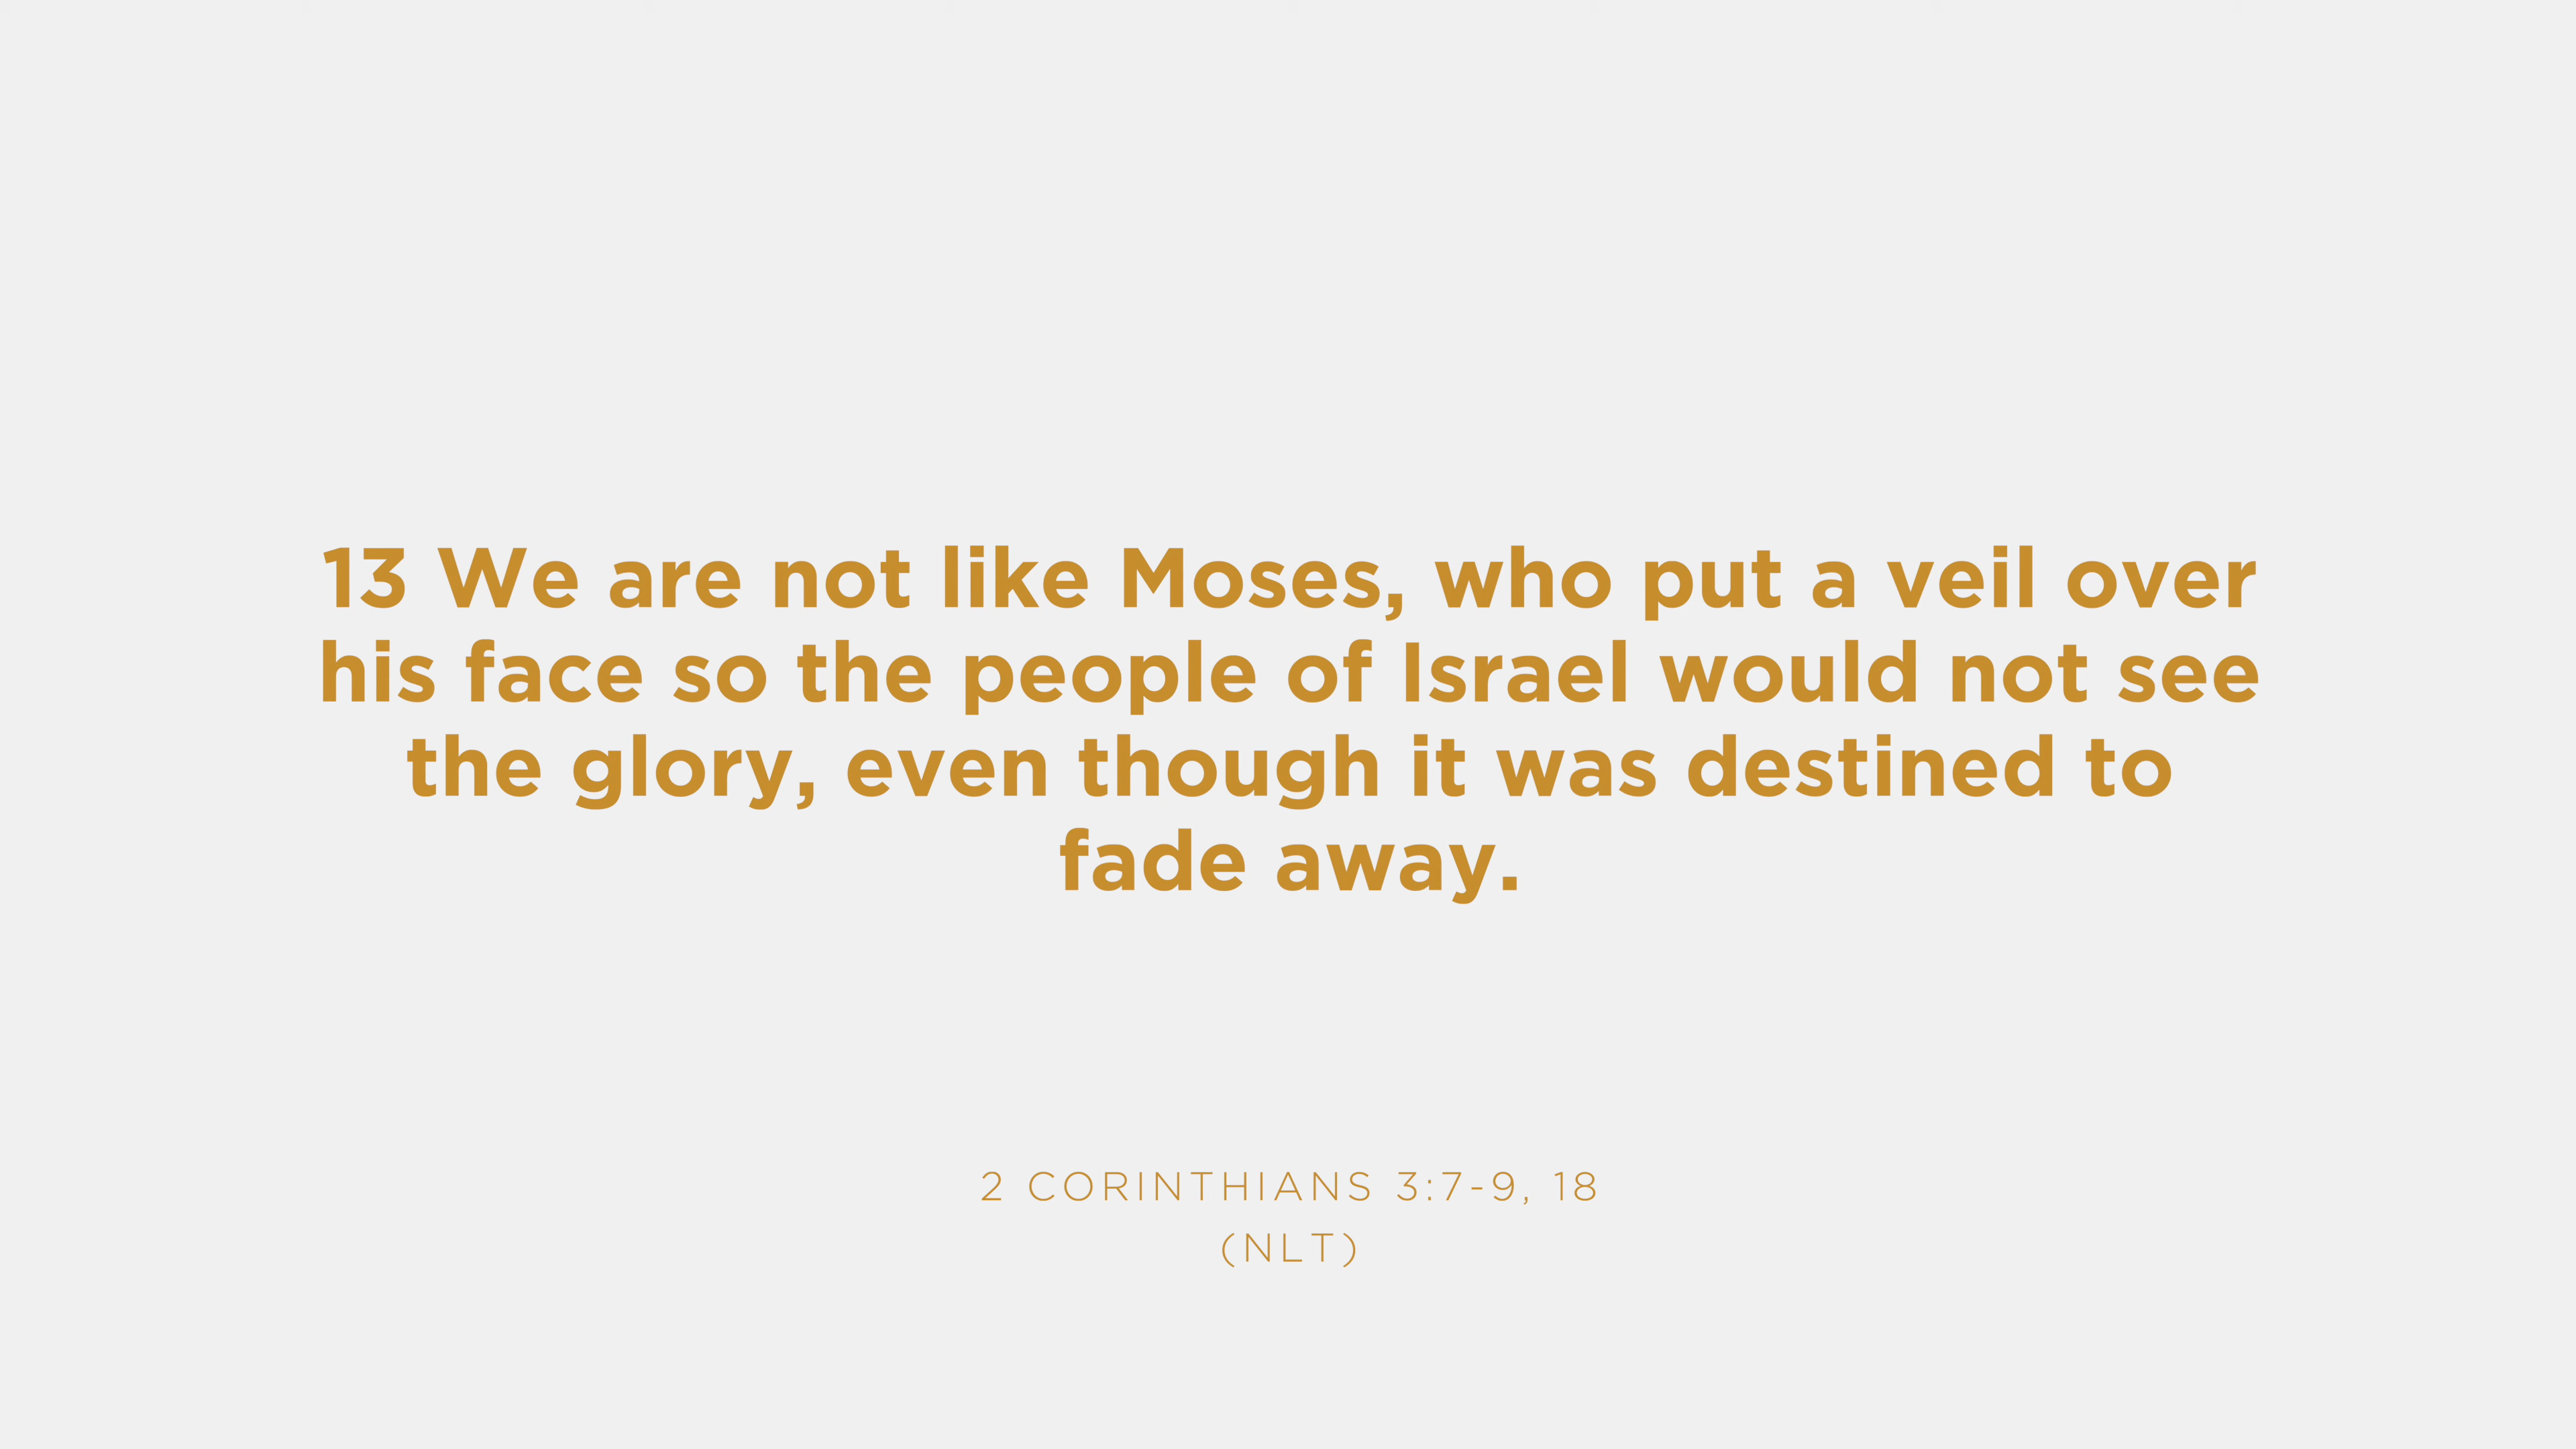 13 We are not like Moses, who put a veil over
his face so the people of Israel would not see
the glory, even though it was destined to
fade away.
2 CORINTHIANS 3:7-9, 18
(NLT)